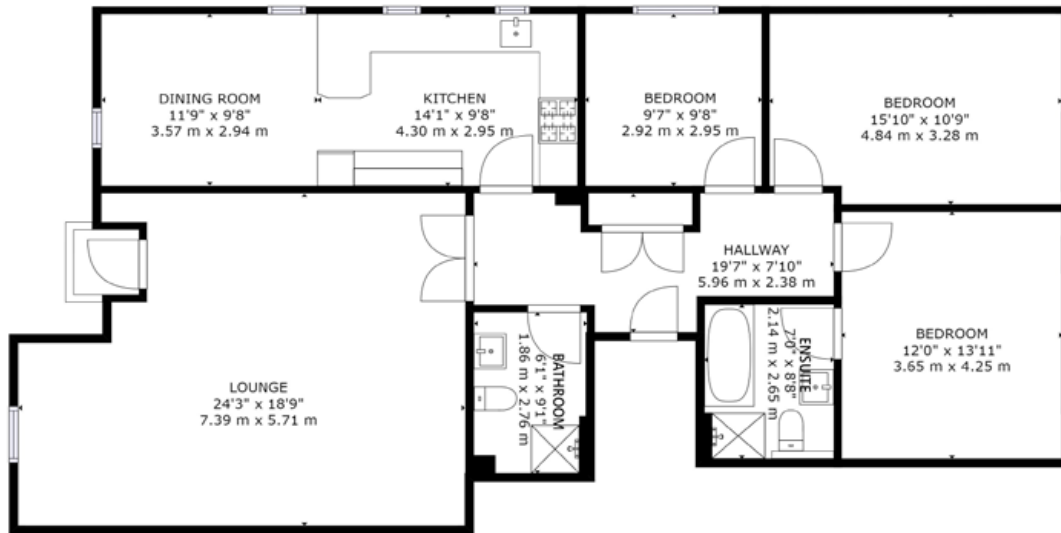 DINING ROOM
11'9" x 9'8"
3.57 m x 2.94 m
KITCHEN
14'1" x 9'8"
4.30 m x 2.95 m
BEDROOM
9'7" x 9'8"
2.92 m x 2.95 m
BEDROOM
15'10" x 10'9"
4.84 m x 3.28 m
HALLWAY
19'7" x 7'10"
5.96 m x 2.38 m
BEDROOM
12'0" x 13'11"
3.65 m x 4.25 m
LOUNGE
24'3" x 18'9"
7.39 m x 5.71 m
BATHROOM
6'1" x 9'1"
1.86 m x 2.76 m
ENSUITE
7'0" x 8'8"
2.14 m x 2.65 m